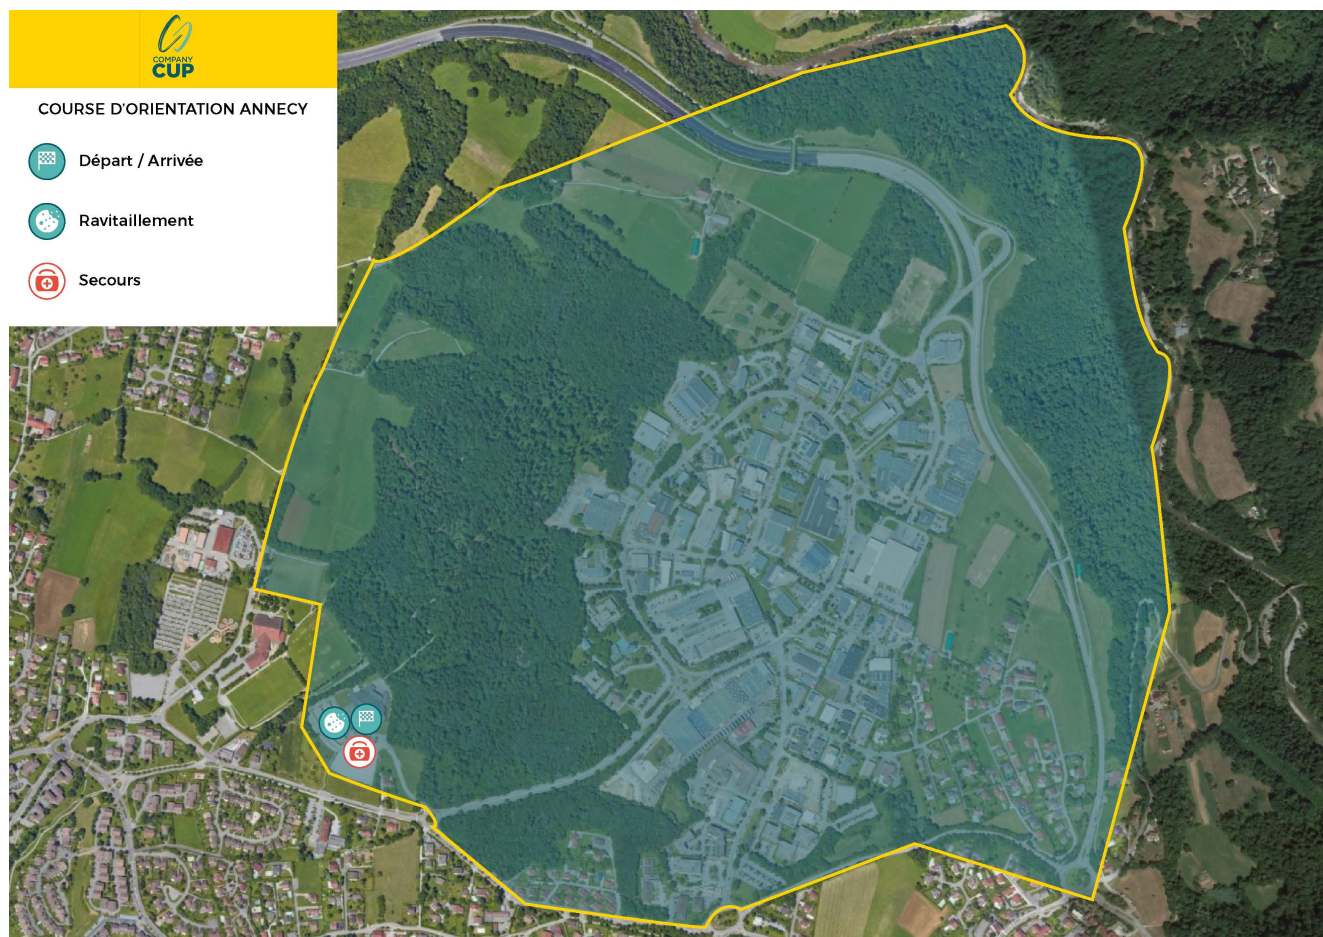 COMPANY
CUP
COURSE D'ORIENTATION ANNECY
Départ / Arrivée
Ravitaillement
Secours